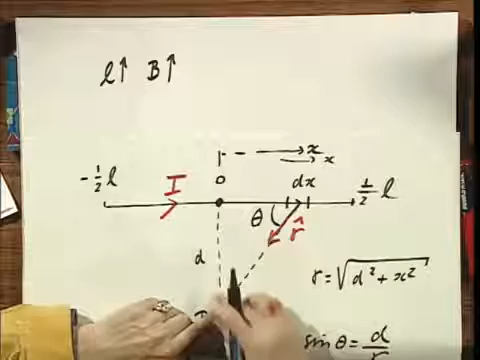 l↑ B↑
x
x
0
dx
-½l
I
½l
θ
r̂
d
r = √(d² + x²)
sin θ = d/r